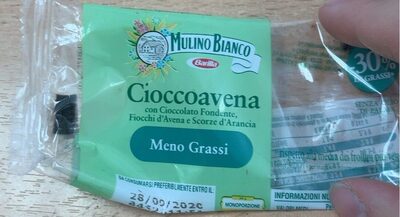 MULINO BIANCO
Barilla
30%
Cioccoavena
con Cioccolato Fondente,
Fiocchi d'Avena e Scorze d'Arancia
Meno Grassi
DA CONSUMARSI PREFERIBILMENTE ENTRO IL:
28/09/2020
MONOPORZIONE
INFORMAZIONI NUTRI